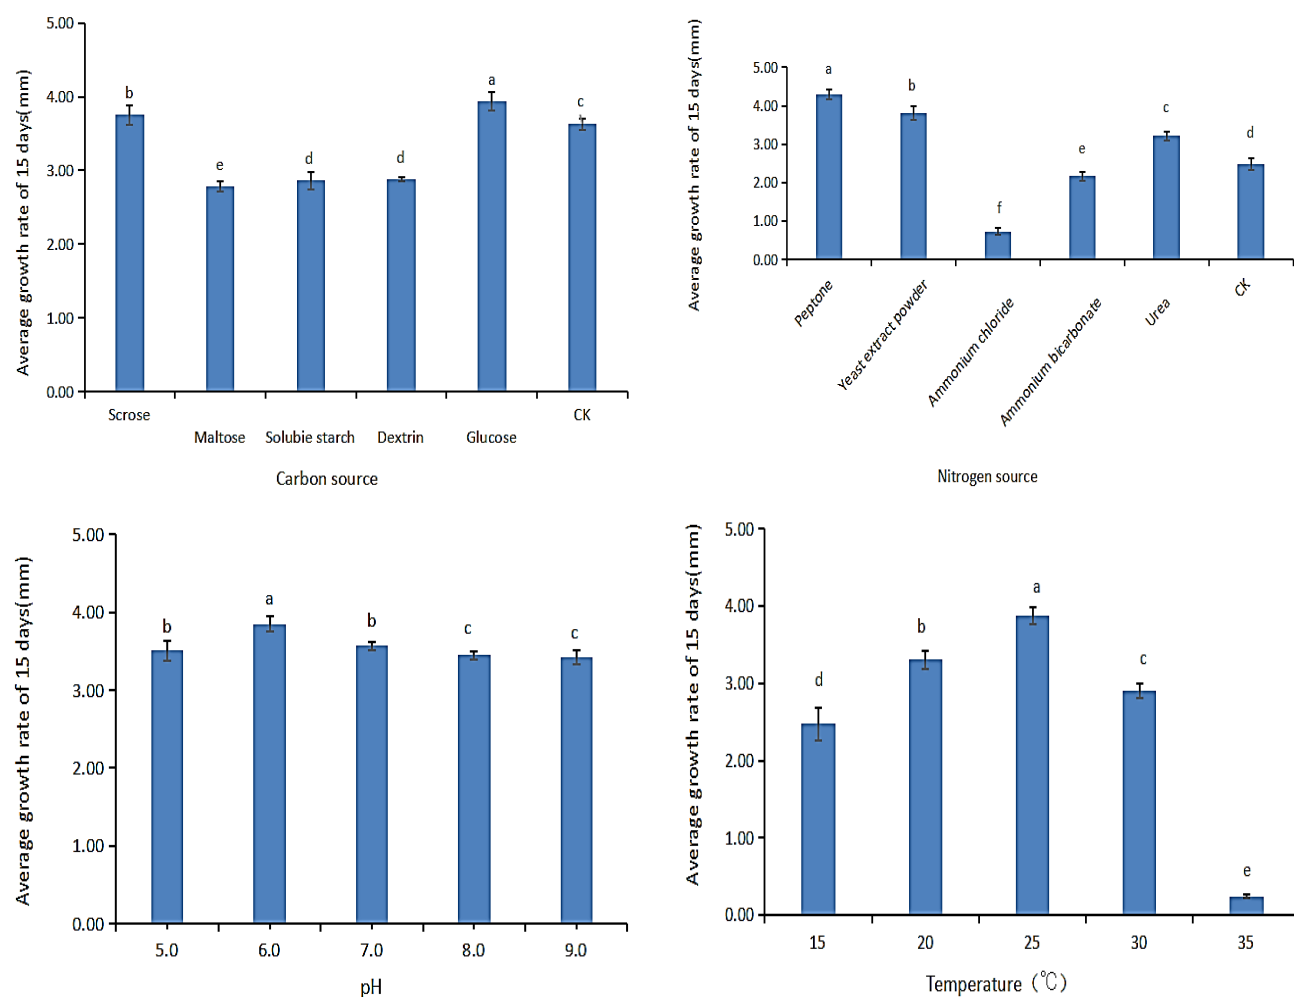 Average growth rate of 15 days(mm)
5.00
4.00
3.00
2.00
1.00
0.00
b
e
d
d
a
c
Scrose
Maltose
Solubie starch
Dextrin
Glucose
CK
Carbon source
Average growth rate of 15 days(mm)
5.00
4.00
3.00
2.00
1.00
0.00
a
b
f
e
c
d
Peptone
Yeast extract powder
Ammonium chloride
Ammonium bicarbonate
Urea
CK
Nitrogen source
Average growth rate of 15 days(mm)
5.00
4.00
3.00
2.00
1.00
0.00
b
a
b
c
c
5.0 6.0 7.0 8.0 9.0
pH
Average growth rate of 15 days(mm)
5.00
4.00
3.00
2.00
1.00
0.00
d
b
a
c
e
15 20 25 30 35
Temperature（℃）